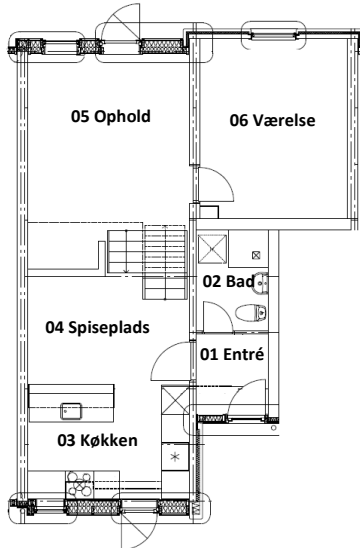 05 Ophold
06 Værelse
02 Bad
04 Spiseplads
01 Entré
03 Køkken